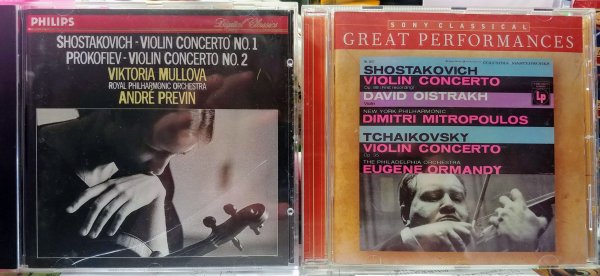 PHILIPS
Digital Classics
SHOSTAKOVICH - VIOLIN CONCERTO NO. 1
PROKOFIEV - VIOLIN CONCERTO NO. 2
VIKTORIA MULLOVA
ROYAL PHILHARMONIC ORCHESTRA
ANDRÉ PREVIN
SONY CLASSICAL
GREAT PERFORMANCES
SHOSTAKOVICH
VIOLIN CONCERTO
DAVID OISTRAKH
NEW YORK PHILHARMONIC
DIMITRI MITROPOULOS
TCHAIKOVSKY
VIOLIN CONCERTO
THE PHILADELPHIA ORCHESTRA
EUGENE ORMANDY
Lp